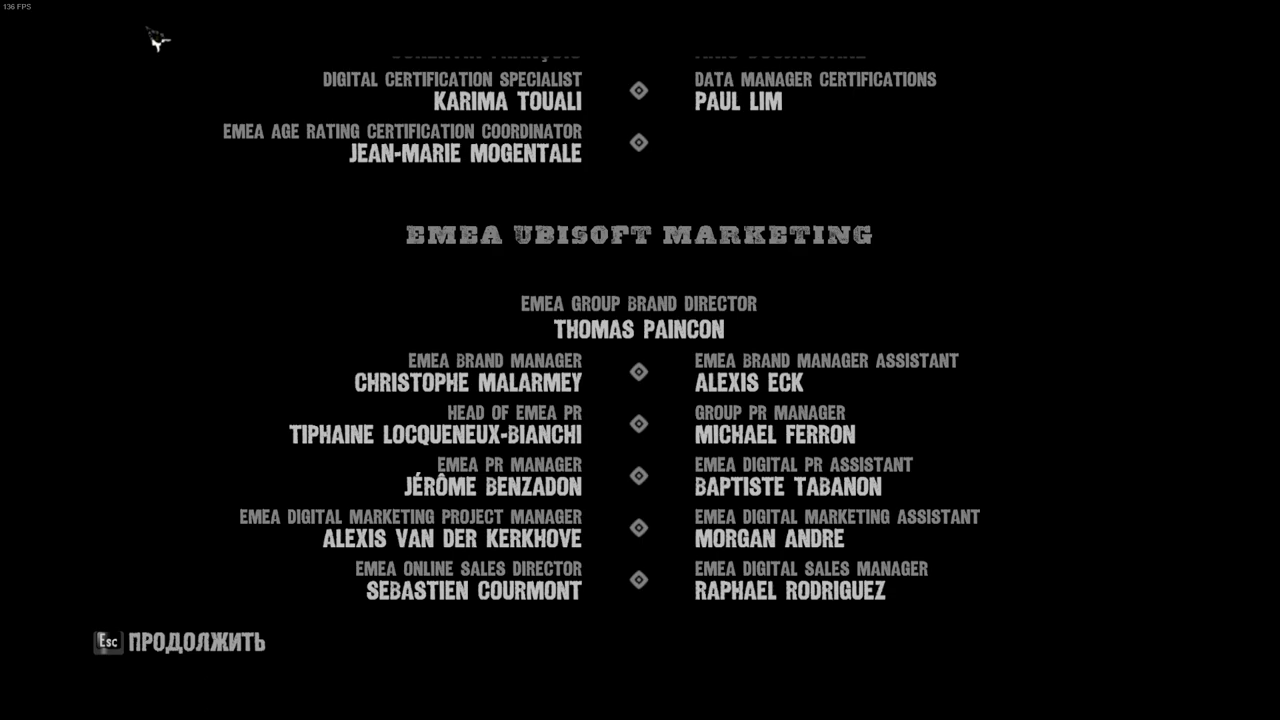 136 FPS
DIGITAL CERTIFICATION SPECIALIST
KARIMA TOUALI
DATA MANAGER CERTIFICATIONS
PAUL LIM
EMEA AGE RATING CERTIFICATION COORDINATOR
JEAN-MARIE MOGENTALE
EMEA UBISOFT MARKETING
EMEA GROUP BRAND DIRECTOR
THOMAS PAINCON
EMEA BRAND MANAGER
CHRISTOPHE MALARMEY
EMEA BRAND MANAGER ASSISTANT
ALEXIS ECK
HEAD OF EMEA PR
TIPHAINE LOCQUENEUX-BIANCHI
GROUP PR MANAGER
MICHAEL FERRON
EMEA PR MANAGER
JÉRÔME BENZADON
EMEA DIGITAL PR ASSISTANT
BAPTISTE TABANON
EMEA DIGITAL MARKETING PROJECT MANAGER
ALEXIS VAN DER KERKHOVE
EMEA DIGITAL MARKETING ASSISTANT
MORGAN ANDRE
EMEA ONLINE SALES DIRECTOR
SEBASTIEN COURMONT
EMEA DIGITAL SALES MANAGER
RAPHAEL RODRIGUEZ
Esc ПРОДОЛЖИТЬ